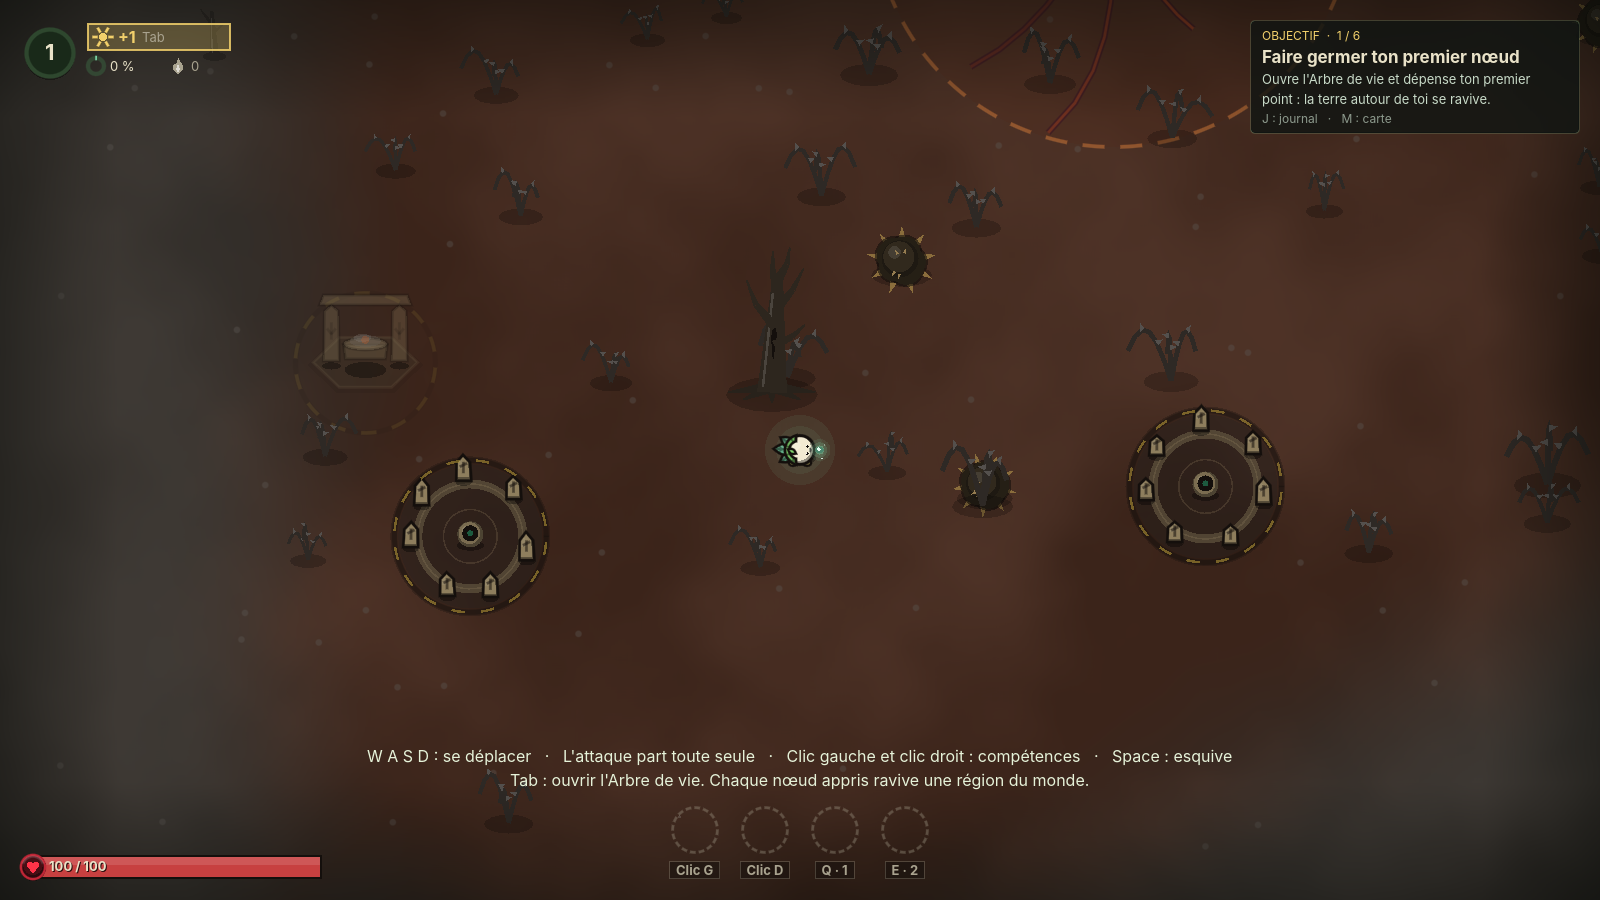 1
+1 Tab
0 % 0
OBJECTIF · 1 / 6
Faire germer ton premier nœud
Ouvre l'Arbre de vie et dépense ton premier
point : la terre autour de toi se ravive.
J : journal · M : carte
W A S D : se déplacer · L'attaque part toute seule · Clic gauche et clic droit : compétences · Space : esquive
Tab : ouvrir l'Arbre de vie. Chaque nœud appris ravive une région du monde.
Clic G Clic D Q · 1 E · 2
100 / 100